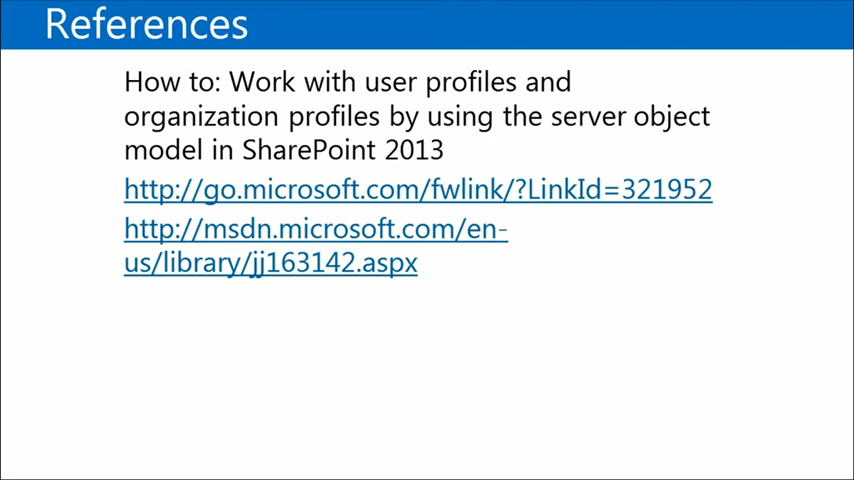 References
How to: Work with user profiles and
organization profiles by using the server object
model in SharePoint 2013
http://go.microsoft.com/fwlink/?LinkId=321952
http://msdn.microsoft.com/en-
us/library/jj163142.aspx